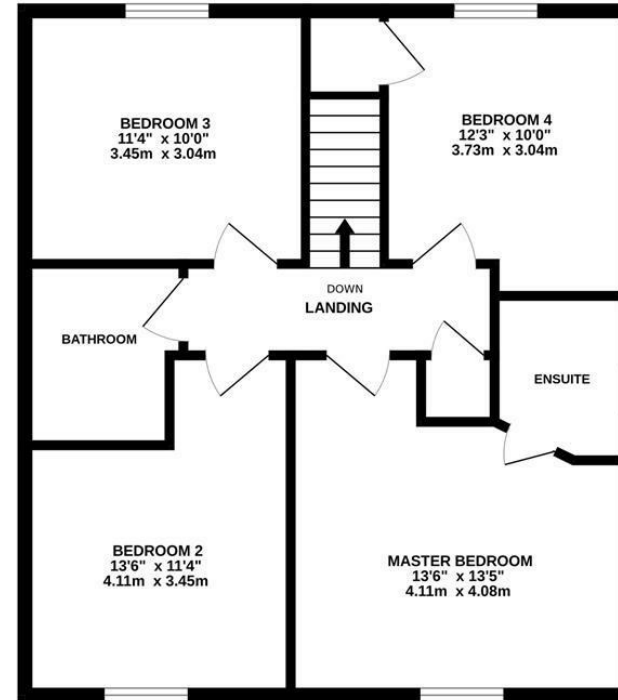 BEDROOM 3
11'4" x 10'0"
3.45m x 3.04m
BEDROOM 4
12'3" x 10'0"
3.73m x 3.04m
DOWN
LANDING
BATHROOM
ENSUITE
BEDROOM 2
13'6" x 11'4"
4.11m x 3.45m
MASTER BEDROOM
13'6" x 13'5"
4.11m x 4.08m